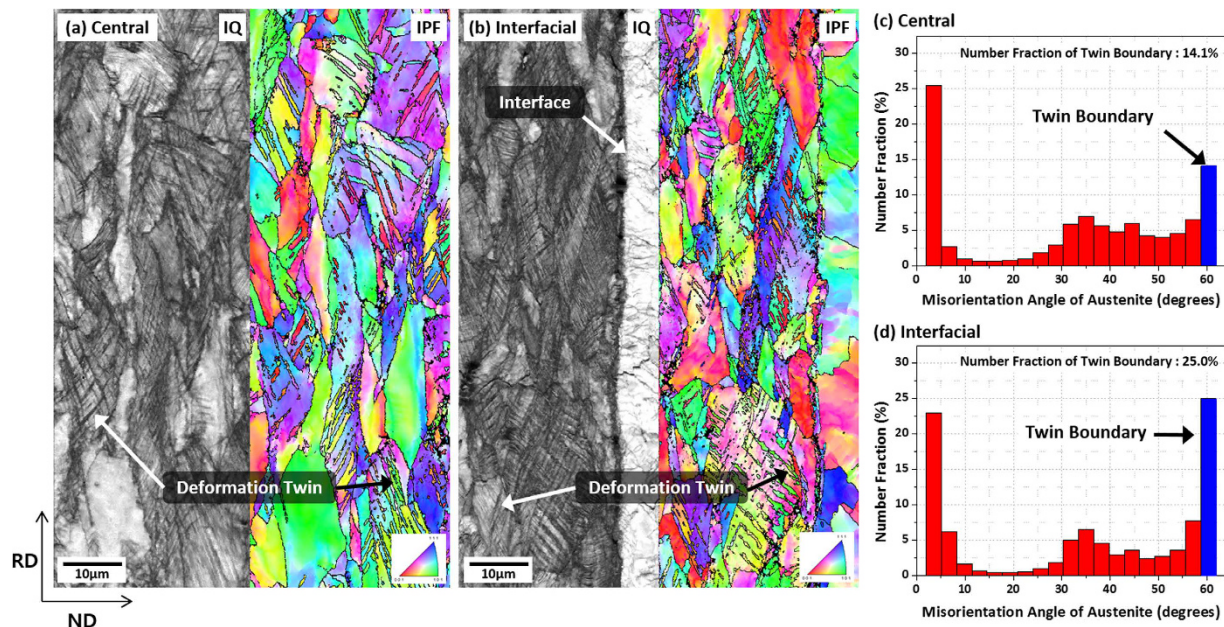 (a) Central
IQ
IPF
Deformation Twin
10μm
RD
ND
(b) Interfacial
IQ
IPF
Interface
Deformation Twin
10μm
(c) Central
Number Fraction of Twin Boundary : 14.1%
Twin Boundary
Number Fraction (%)
30
25
20
15
10
5
0
0 10 20 30 40 50 60
Misorientation Angle of Austenite (degrees)
(d) Interfacial
Number Fraction of Twin Boundary : 25.0%
Twin Boundary
Number Fraction (%)
30
25
20
15
10
5
0
0 10 20 30 40 50 60
Misorientation Angle of Austenite (degrees)